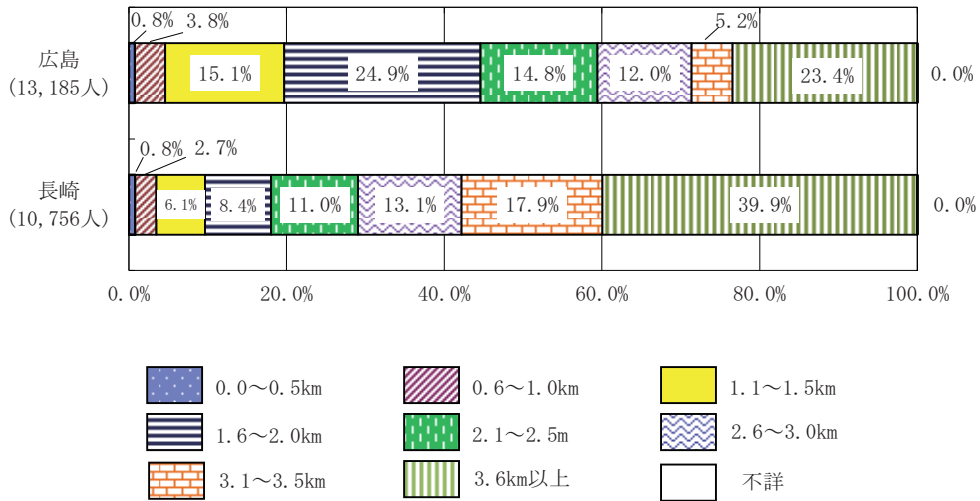 0.8% 3.8% 5.2%
広島
(13,185人)
15.1% 24.9% 14.8% 12.0% 23.4% 0.0%
0.8% 2.7%
長崎
(10,756人)
6.1% 8.4% 11.0% 13.1% 17.9% 39.9% 0.0%
0.0% 20.0% 40.0% 60.0% 80.0% 100.0%
0.0～0.5km 0.6～1.0km 1.1～1.5km
1.6～2.0km 2.1～2.5m 2.6～3.0km
3.1～3.5km 3.6km以上 不詳